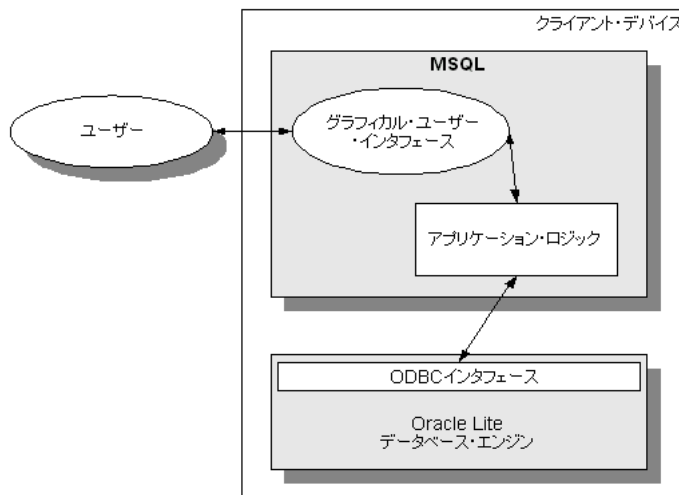 クライアント・デバイス
MSQL
ユーザー
グラフィカル・ユーザー
・インタフェース
アプリケーション・ロジック
ODBCインタフェース
Oracle Lite
データベース・エンジン